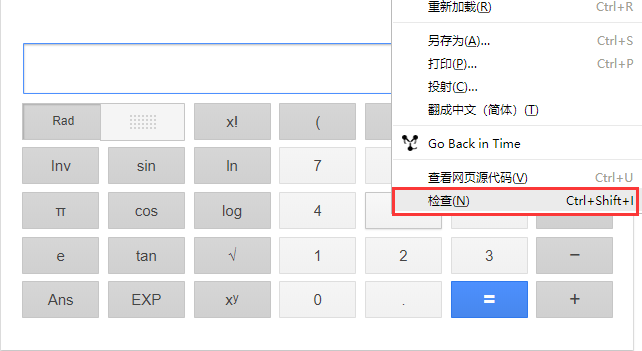 重新加载(R) Ctrl+R
另存为(A)... Ctrl+S
打印(P)... Ctrl+P
投射(C)...
翻成中文（简体）(T)
Go Back in Time
查看网页源代码(V) Ctrl+U
检查(N) Ctrl+Shift+I
Rad x! (
Inv sin ln 7
π cos log 4
e tan √ 1 2 3 −
Ans EXP xʸ 0 . = +